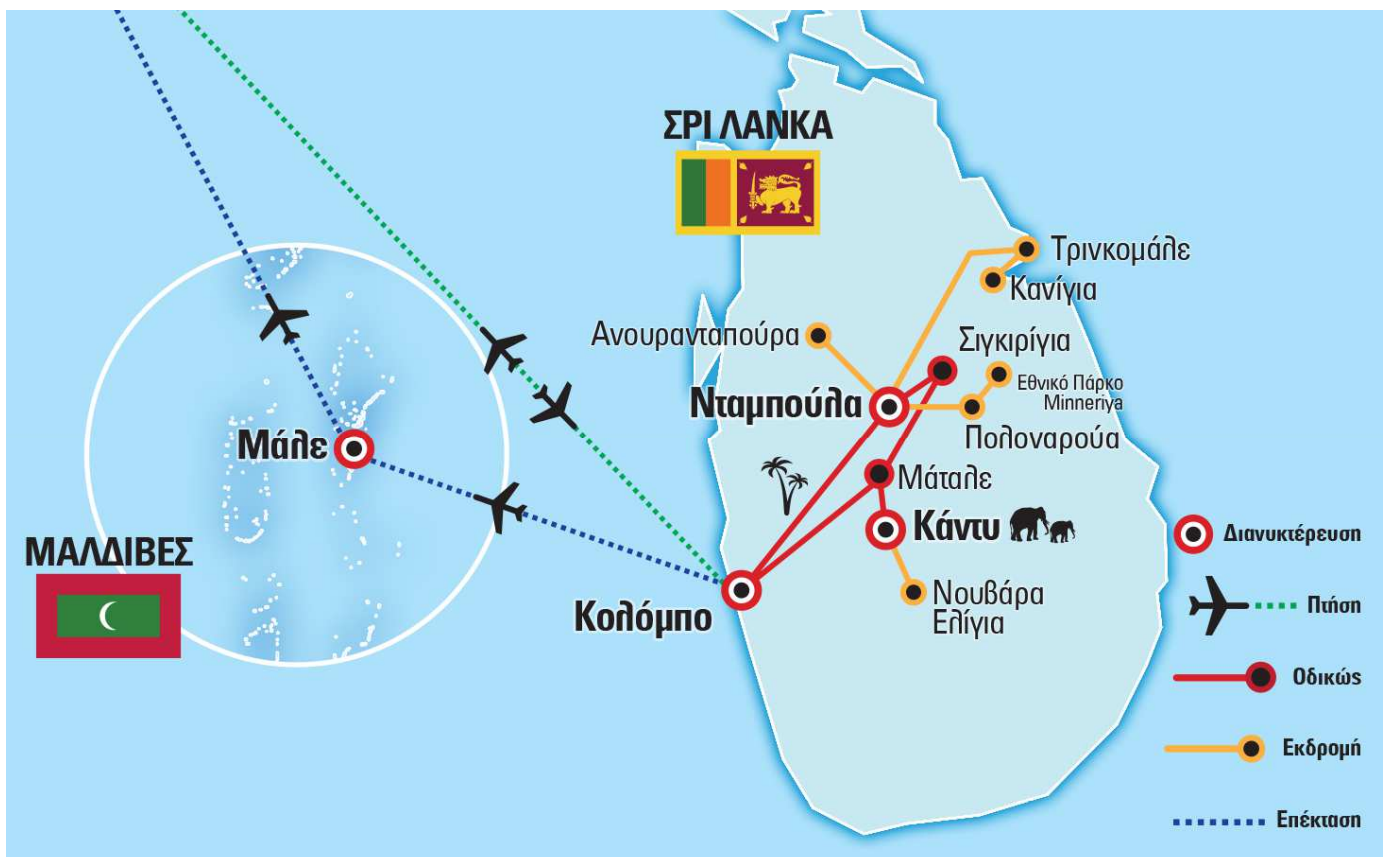 ΣΡΙ ΛΑΝΚΑ
Τρινκομάλε
Κανίγια
Ανουρανταπούρα
Σιγκιρίγια
Εθνικό Πάρκο
Minneriya
Νταμπούλα
Πολοναρούα
Μάλε
Μάταλε
Κάντυ
ΜΑΛΔΙΒΕΣ
Κολόμπο
Νουβάρα
Ελίγια
Διανυκτέρευση
Πτήση
Οδικώς
Εκδρομή
Επέκταση